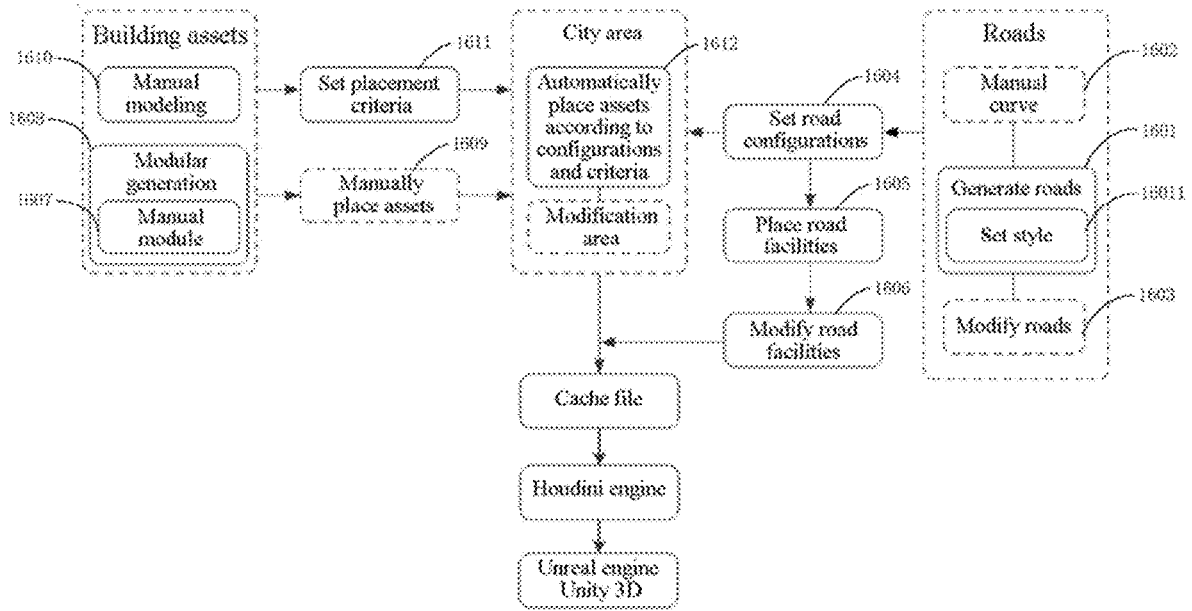 Building assets
1610
Manual
modeling
1608
Modular
generation
1607
Manual
module
1611
Set placement
criteria
1609
Manually
place assets
City area
1612
Automatically
place assets
according to
configurations
and criteria
Modification
area
1604
Set road
configurations
1605
Place road
facilities
1606
Modify road
facilities
Roads
1602
Manual
curve
1601
Generate roads
16011
Set style
1603
Modify roads
Cache file
Houdini engine
Unreal engine
Unity 3D